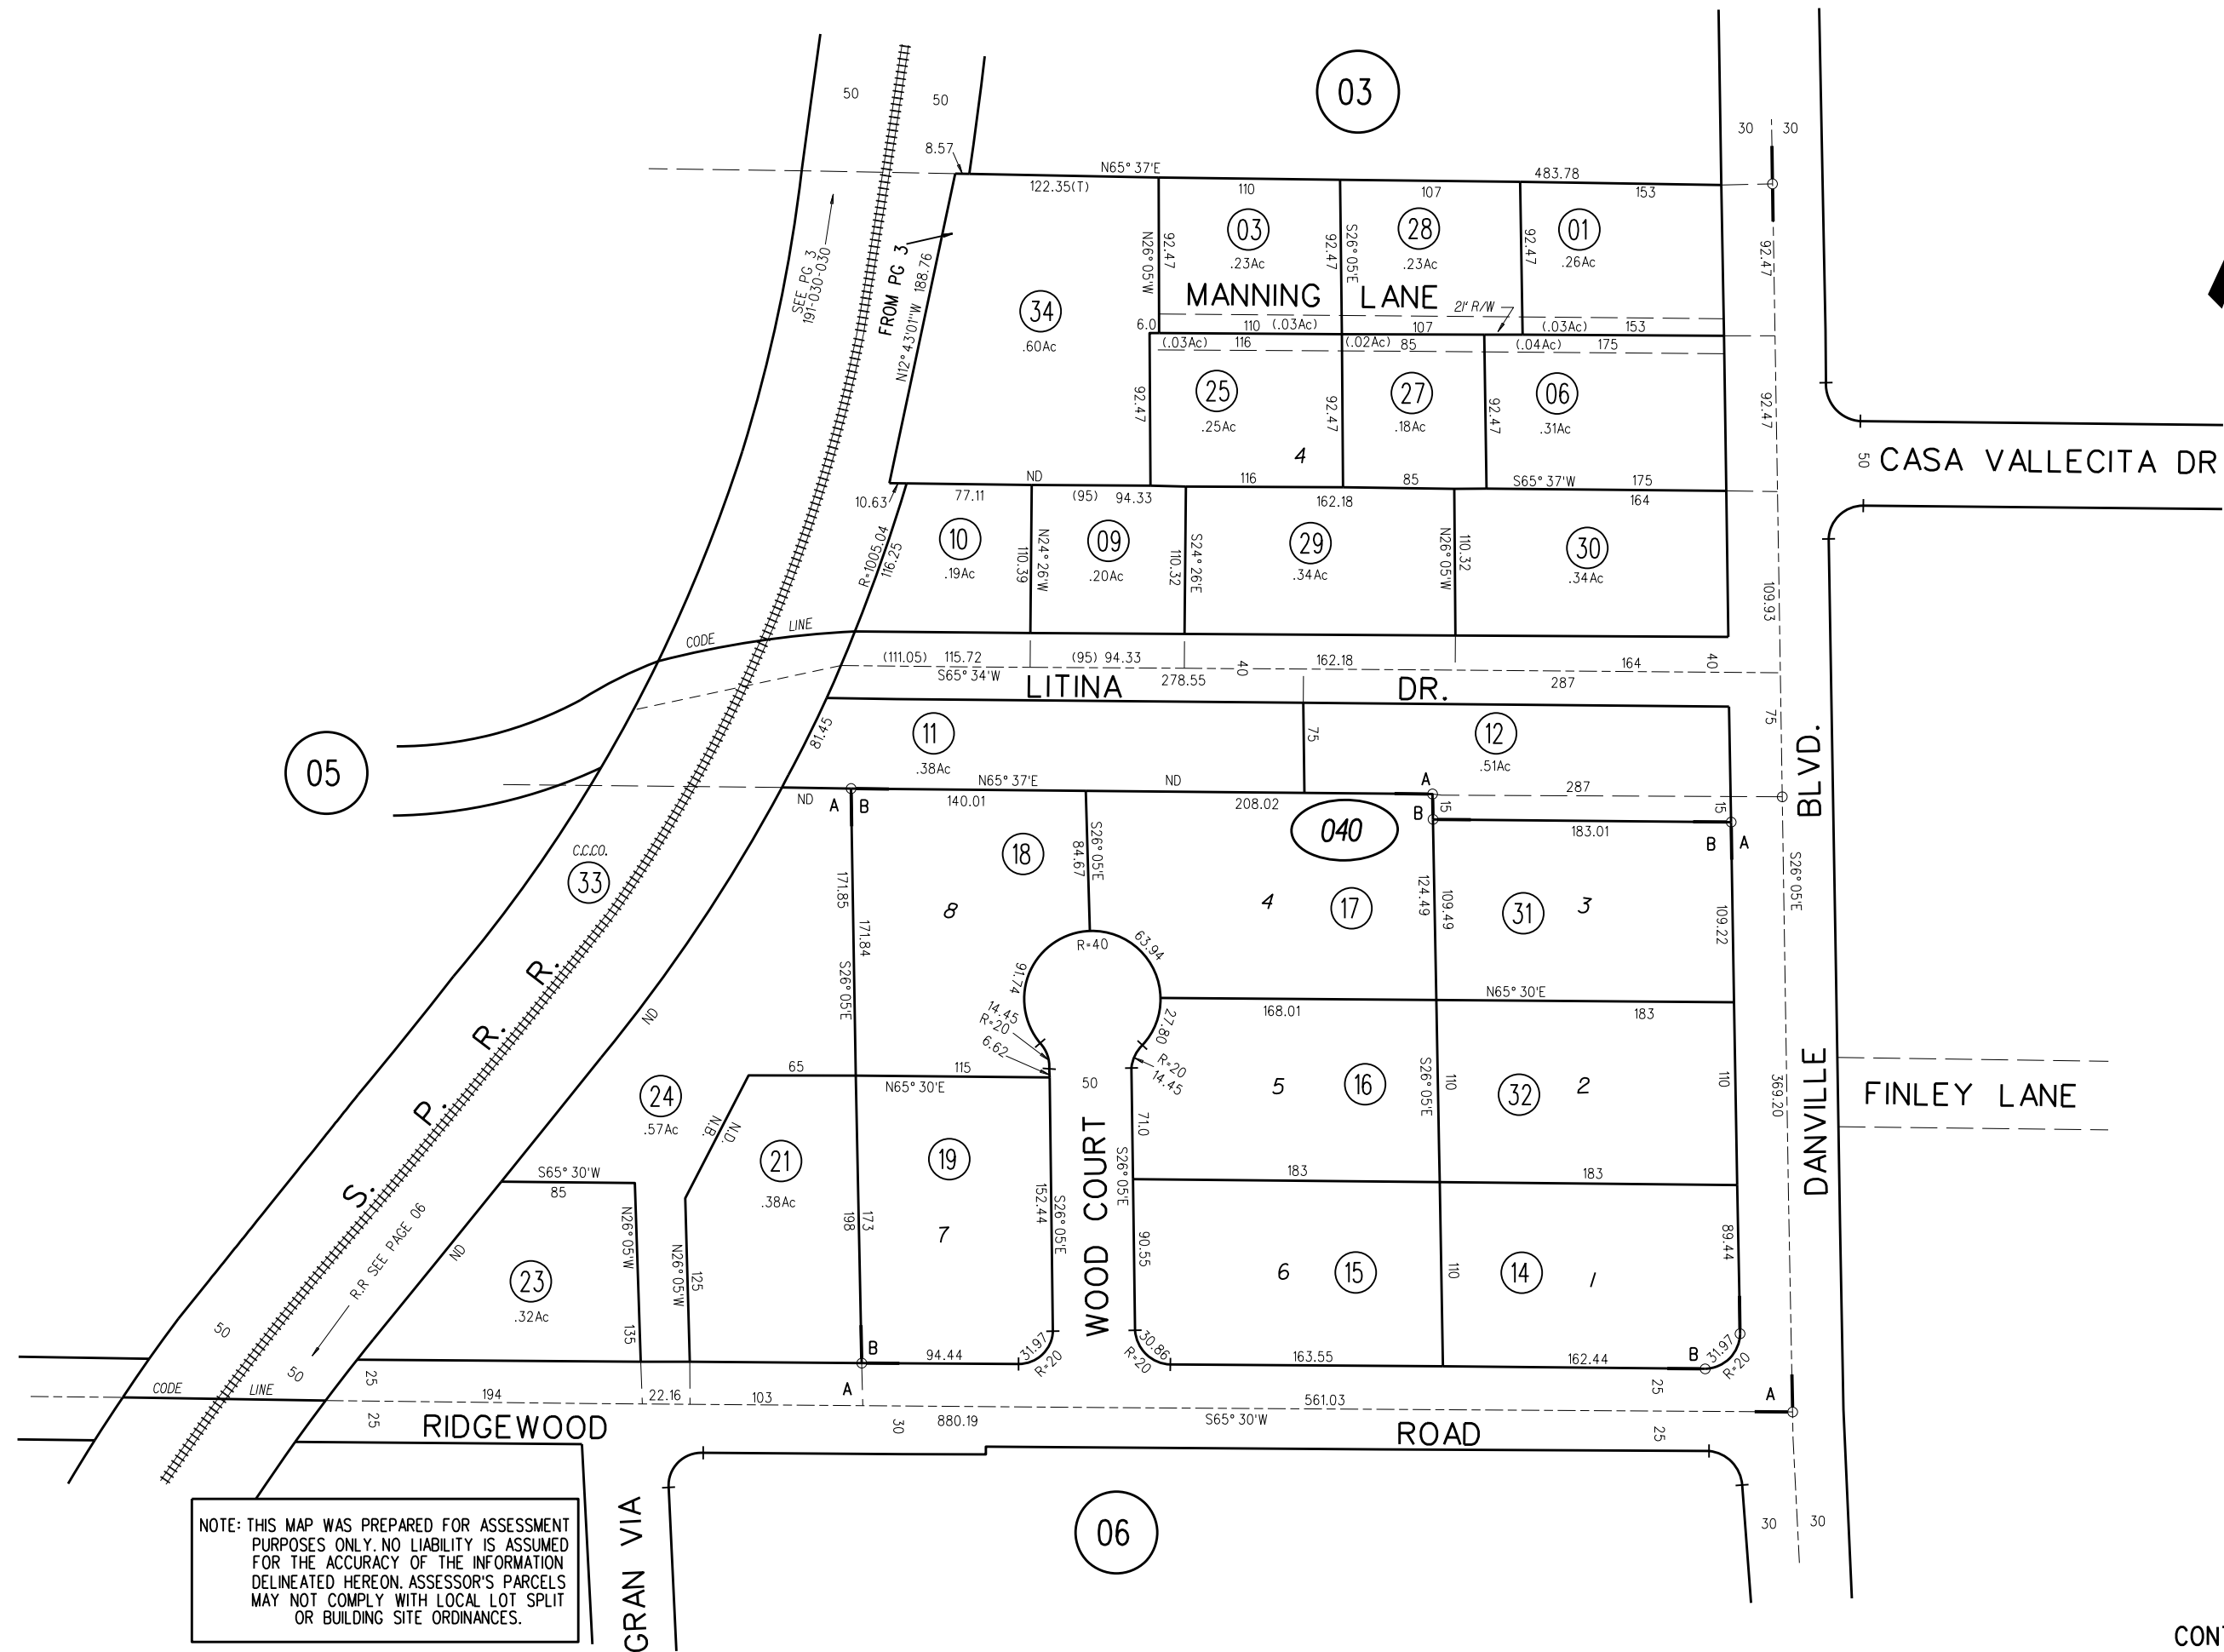 03
50
50
30
30
8.57
N65° 37'E
483.78
122.35(T)
110
107
153
SEE PG 3
191-030-030
FROM PG 3
N12° 43'01"W 188.76
34
.60Ac
N26° 05'W
92.47
03
.23Ac
92.47
S26° 05'E
28
.23Ac
92.47
01
.26Ac
92.47
MANNING LANE
21' R/W
6.0
110
(.03Ac)
107
(.03Ac)
153
(.03Ac)
116
(.02Ac)
85
(.04Ac)
175
92.47
25
.25Ac
92.47
27
.18Ac
92.47
06
.31Ac
92.47
4
50
CASA VALLECITA DR
ND
116
85
S65° 37'W
175
10.63
77.11
(95)
94.33
162.18
164
R=1005.04
116.25
10
.19Ac
110.39
N24° 26'W
09
.20Ac
110.32
S24° 26'E
29
.34Ac
N26° 05'W
110.32
30
.34Ac
109.93
CODE
LINE
(111.05)
115.72
(95) 94.33
40
162.18
164
40
S65° 34'W
LITINA
278.55
DR.
287
05
81.45
11
.38Ac
75
12
.51Ac
75
BLVD.
N65° 37'E
ND
ND
A
B
140.01
208.02
A
287
15
B
15
040
183.01
B
A
C.C.CO.
33
18
84.67
S26° 05'E
171.85
171.84
S26° 05'E
8
4
17
124.49
109.49
31
3
109.22
S26° 05'E
R=40
63.94
91.74
14.45
R=20
6.62
27.80
R=20
14.45
168.01
N65° 30'E
183
ND
S. P. R. R.
65
115
N65° 30'E
50
5
16
S26° 05'E
110
32
2
110
369.20
DANVILLE
FINLEY LANE
24
.57Ac
N.B.
N.D.
21
.38Ac
19
71.0
S26° 05'E
WOOD COURT
183
183
S65° 30'W
85
N26° 05'W
23
.32Ac
135
N26° 05'W
125
198
173
7
152.44
S26° 05'E
90.55
6
15
110
14
1
89.44
ND
R.R SEE PAGE 06
50
50
B
94.44
31.97
R=20
30.86
R=20
163.55
162.44
B
31.97
R=20
CODE
LINE
25
25
194
22.16
103
A
561.03
25
A
RIDGEWOOD
30
880.19
S65° 30'W
ROAD
25
GRAN VIA
06
30
30
NOTE: THIS MAP WAS PREPARED FOR ASSESSMENT
PURPOSES ONLY. NO LIABILITY IS ASSUMED
FOR THE ACCURACY OF THE INFORMATION
DELINEATED HEREON. ASSESSOR'S PARCELS
MAY NOT COMPLY WITH LOCAL LOT SPLIT
OR BUILDING SITE ORDINANCES.